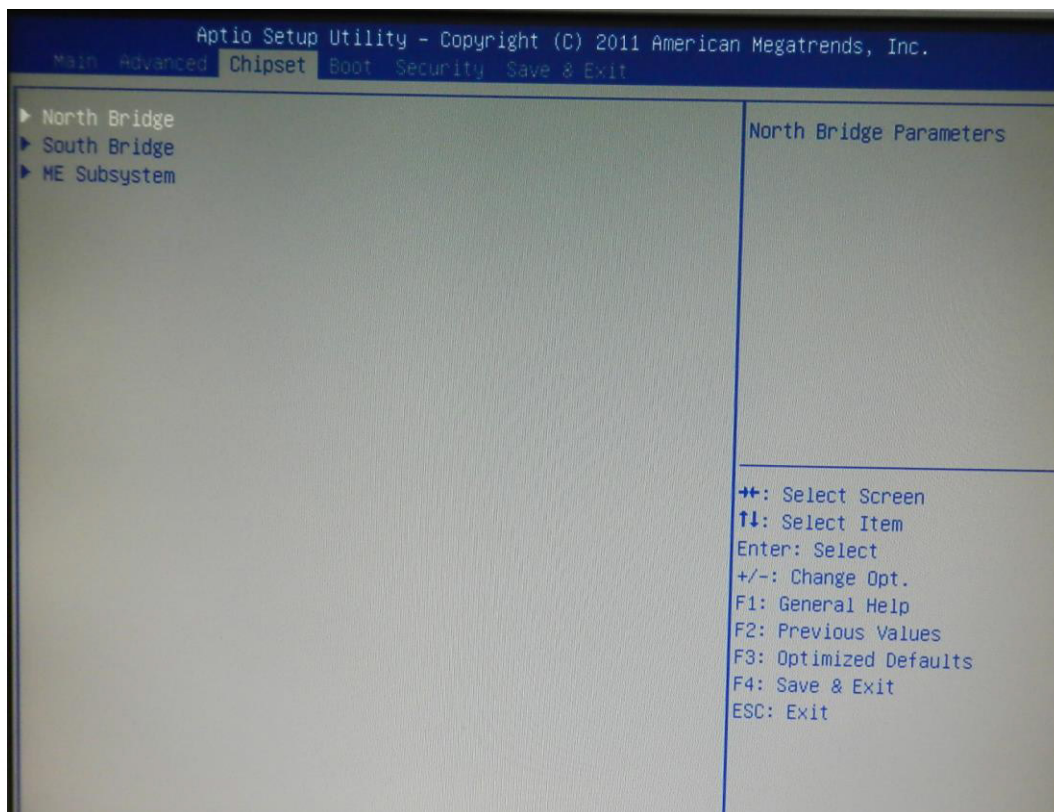 Aptio Setup Utility – Copyright (C) 2011 American Megatrends, Inc.
Main Advanced Chipset Boot Security Save & Exit
North Bridge
South Bridge
ME Subsystem
North Bridge Parameters
→←: Select Screen
↑↓: Select Item
Enter: Select
+/-: Change Opt.
F1: General Help
F2: Previous Values
F3: Optimized Defaults
F4: Save & Exit
ESC: Exit